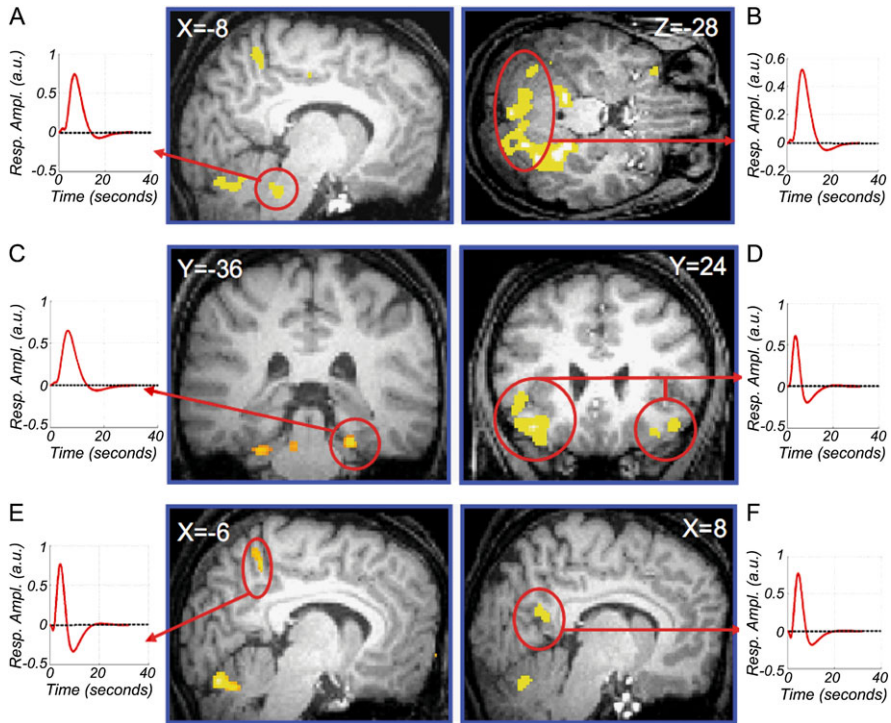 A
X=-8
Z=-28
B
Resp. Ampl. (a.u.)
1
0.5
0
-0.5
0 20 40
Time (seconds)
Resp. Ampl. (a.u.)
0.6
0.4
0.2
0
-0.2
0 20 40
Time (seconds)
C
Y=-36
Y=24
D
Resp. Ampl. (a.u.)
1
0.5
0
-0.5
0 20 40
Time (seconds)
Resp. Ampl. (a.u.)
1
0.5
0
-0.5
0 20 40
Time (seconds)
E
X=-6
X=8
F
Resp. Ampl. (a.u.)
1
0.5
0
-0.5
0 20 40
Time (seconds)
Resp. Ampl. (a.u.)
1
0.5
0
-0.5
0 20 40
Time (seconds)